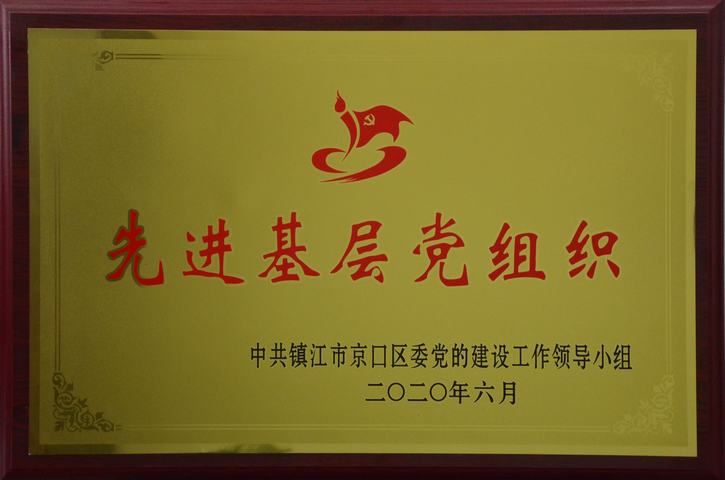 先进基层党组织
中共镇江市京口区委党的建设工作领导小组
二〇二〇年六月